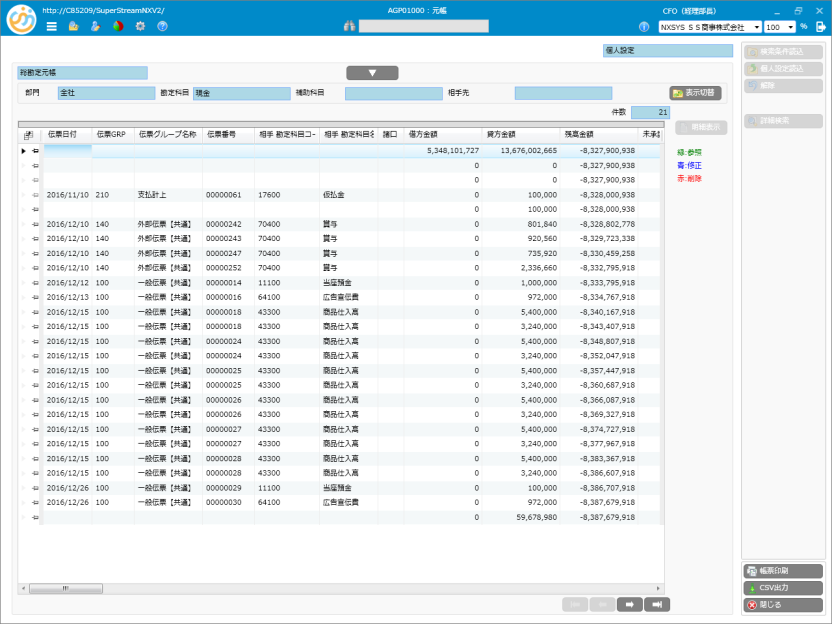 http://C85209/SuperStreamNXV2/ AGP01000：元帳 CFO（経理部長）
NXSYS ＳＳ商事株式会社 100 %
個人設定
総勘定元帳 ▼
部門 全社 勘定科目 現金 補助科目 相手先 表示切替
件数 21
明細表示
伝票日付 伝票GRP 伝票グループ名称 伝票番号 相手 勘定科目コー 相手 勘定科目名 諸口 借方金額 貸方金額 残高金額 未承認
5,348,101,727 13,676,002,665 -8,327,900,938
0 0 -8,327,900,938
0 0 -8,327,900,938
2016/11/10 210 支払計上 00000061 17600 仮払金 0 100,000 -8,328,000,938
0 100,000 -8,328,000,938
2016/12/10 140 外部伝票【共通】 00000242 70400 賞与 0 801,840 -8,328,802,778
2016/12/10 140 外部伝票【共通】 00000243 70400 賞与 0 920,560 -8,329,723,338
2016/12/10 140 外部伝票【共通】 00000247 70400 賞与 0 735,920 -8,330,459,258
2016/12/10 140 外部伝票【共通】 00000252 70400 賞与 0 2,336,660 -8,332,795,918
2016/12/12 100 一般伝票【共通】 00000014 11100 当座預金 0 1,000,000 -8,333,795,918
2016/12/13 100 一般伝票【共通】 00000016 64100 広告宣伝費 0 972,000 -8,334,767,918
2016/12/15 100 一般伝票【共通】 00000018 43300 商品仕入高 0 5,400,000 -8,340,167,918
2016/12/15 100 一般伝票【共通】 00000018 43300 商品仕入高 0 3,240,000 -8,343,407,918
2016/12/15 100 一般伝票【共通】 00000024 43300 商品仕入高 0 5,400,000 -8,348,807,918
2016/12/15 100 一般伝票【共通】 00000024 43300 商品仕入高 0 3,240,000 -8,352,047,918
2016/12/15 100 一般伝票【共通】 00000025 43300 商品仕入高 0 5,400,000 -8,357,447,918
2016/12/15 100 一般伝票【共通】 00000025 43300 商品仕入高 0 3,240,000 -8,360,687,918
2016/12/15 100 一般伝票【共通】 00000026 43300 商品仕入高 0 5,400,000 -8,366,087,918
2016/12/15 100 一般伝票【共通】 00000026 43300 商品仕入高 0 3,240,000 -8,369,327,918
2016/12/15 100 一般伝票【共通】 00000027 43300 商品仕入高 0 5,400,000 -8,374,727,918
2016/12/15 100 一般伝票【共通】 00000027 43300 商品仕入高 0 3,240,000 -8,377,967,918
2016/12/15 100 一般伝票【共通】 00000028 43300 商品仕入高 0 5,400,000 -8,383,367,918
2016/12/15 100 一般伝票【共通】 00000028 43300 商品仕入高 0 3,240,000 -8,386,607,918
2016/12/26 100 一般伝票【共通】 00000029 11100 当座預金 0 100,000 -8,386,707,918
2016/12/26 100 一般伝票【共通】 00000030 64100 広告宣伝費 0 972,000 -8,387,679,918
0 59,678,980 -8,387,679,918
緑:参照
青:修正
赤:削除
検索条件読込
個人設定読込
解除
詳細検索
帳票印刷
CSV出力
閉じる